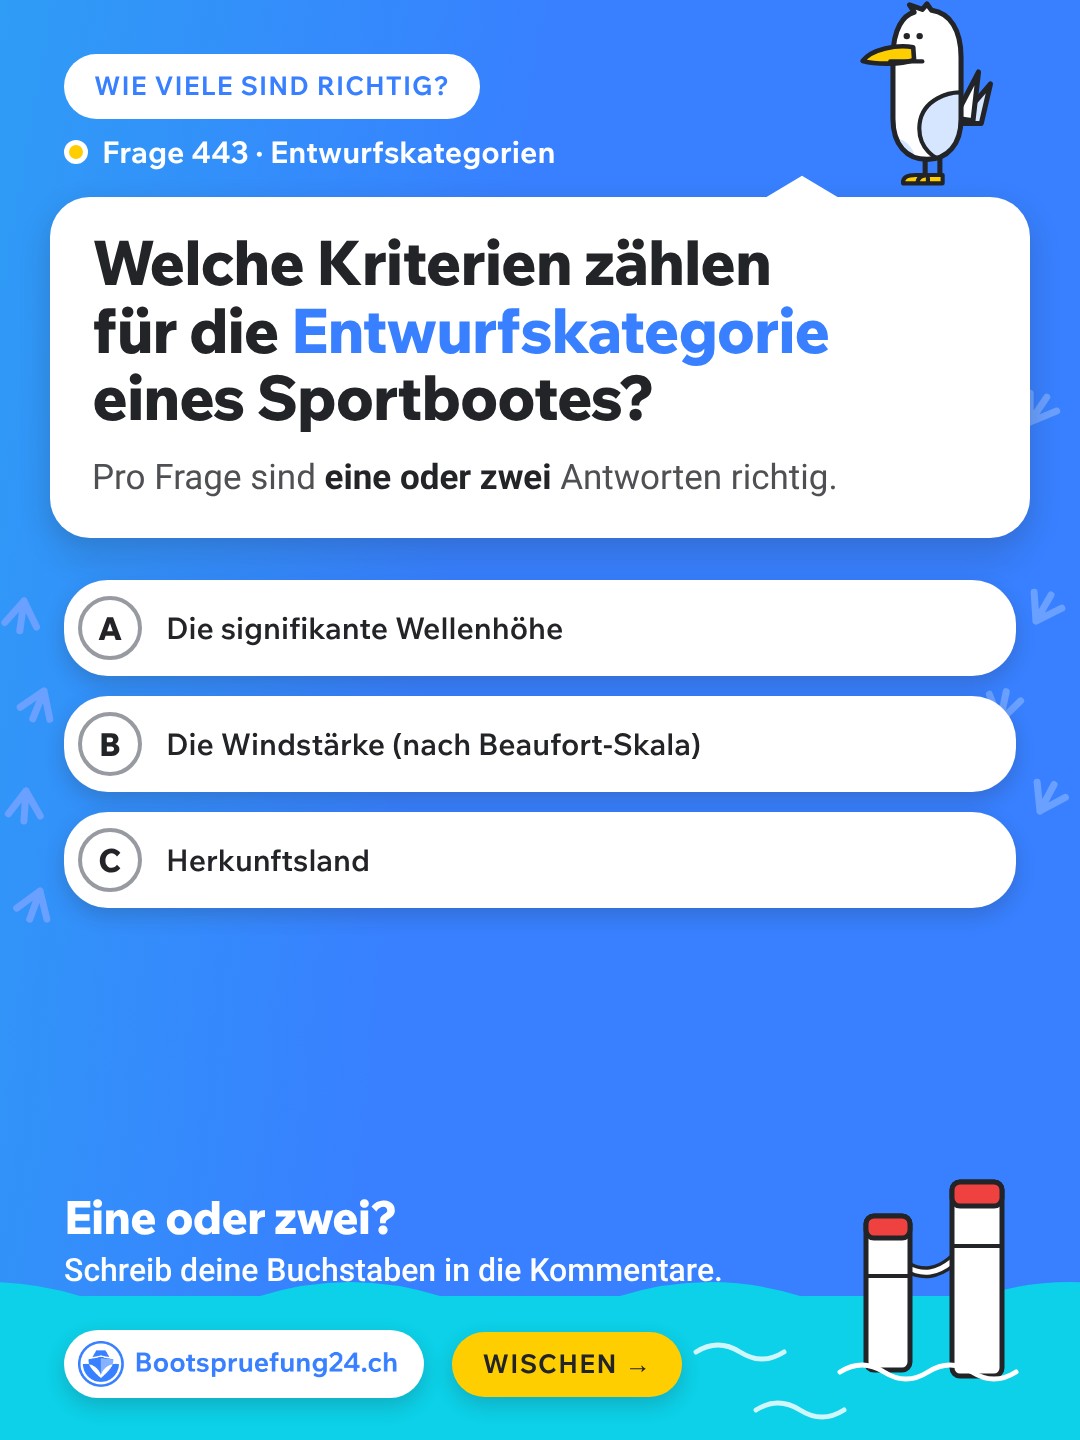 WIE VIELE SIND RICHTIG?
Frage 443 · Entwurfskategorien
Welche Kriterien zählen
für die Entwurfskategorie
eines Sportbootes?
Pro Frage sind eine oder zwei Antworten richtig.
A Die signifikante Wellenhöhe
B Die Windstärke (nach Beaufort-Skala)
C Herkunftsland
Eine oder zwei?
Schreib deine Buchstaben in die Kommentare.
Bootspruefung24.ch WISCHEN →